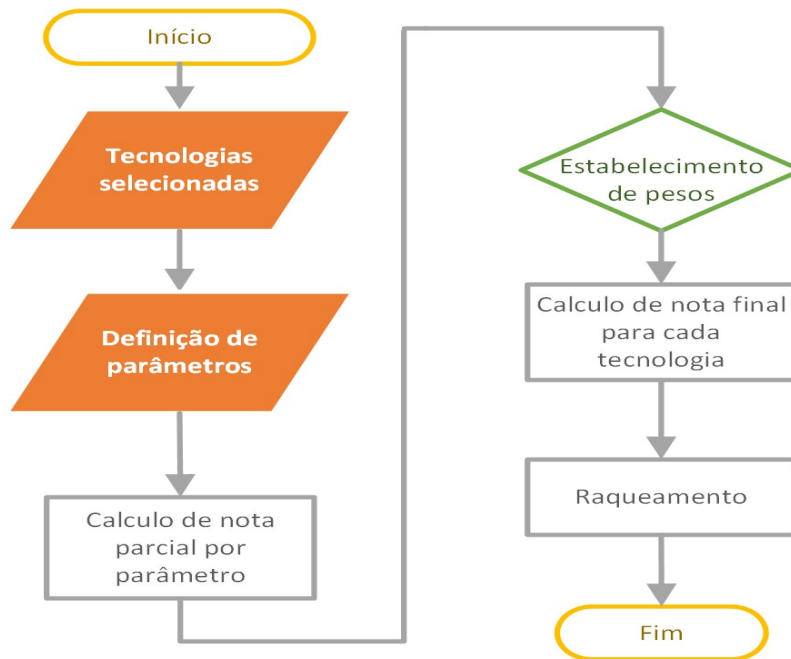 Início
Tecnologias
selecionadas
Definição de
parâmetros
Calculo de nota
parcial por
parâmetro
Estabelecimento
de pesos
Calculo de nota final
para cada
tecnologia
Raqueamento
Fim